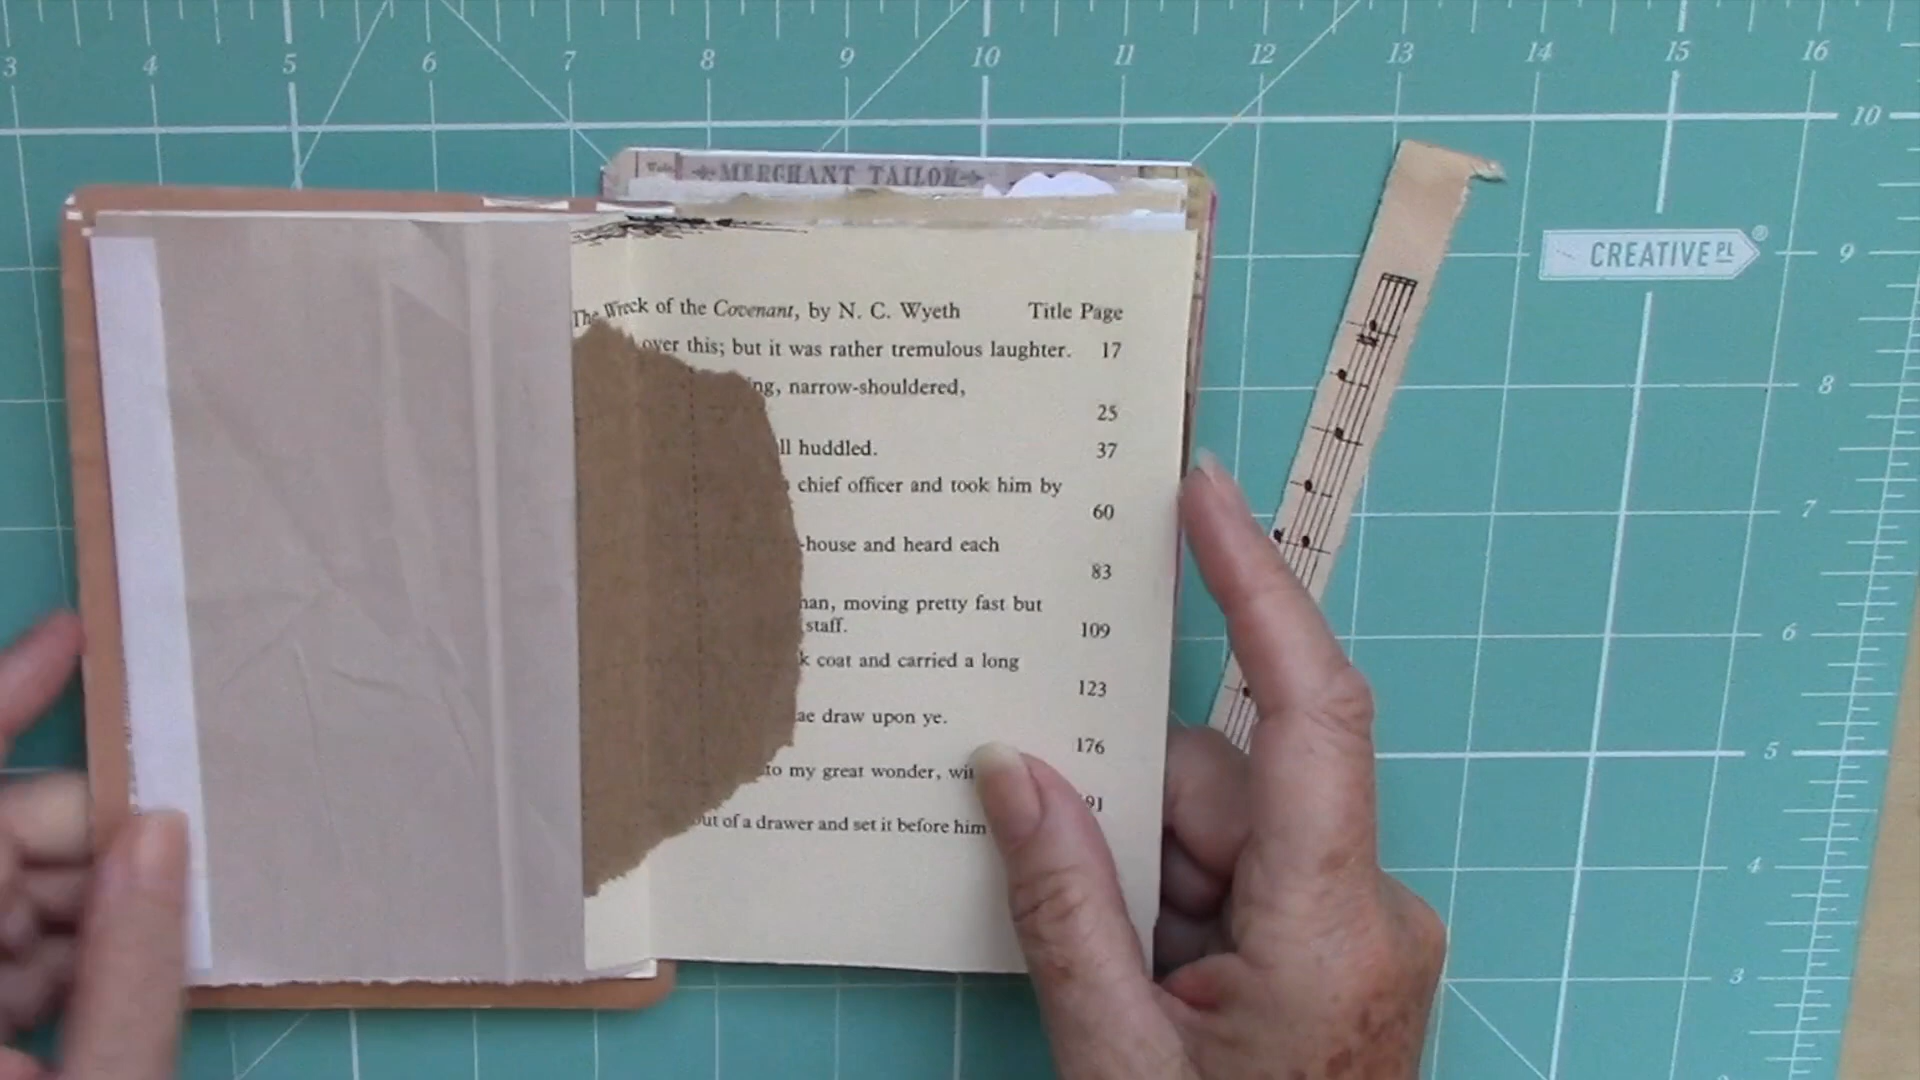 3 4 5 6 7 8 9 10 11 12 13 14 15 16
10
MERCHANT TAILOR
CREATIVE PL ®
9
The Wreck of the Covenant, by N. C. Wyeth Title Page
over this; but it was rather tremulous laughter. 17
narrow-shouldered,
8
25
huddled. 37
chief officer and took him by
60
7
-house and heard each
83
moving pretty fast but
staff. 109
6
coat and carried a long
123
draw upon ye.
176
5
to my great wonder,
91
out of a drawer and set it before him
4
3